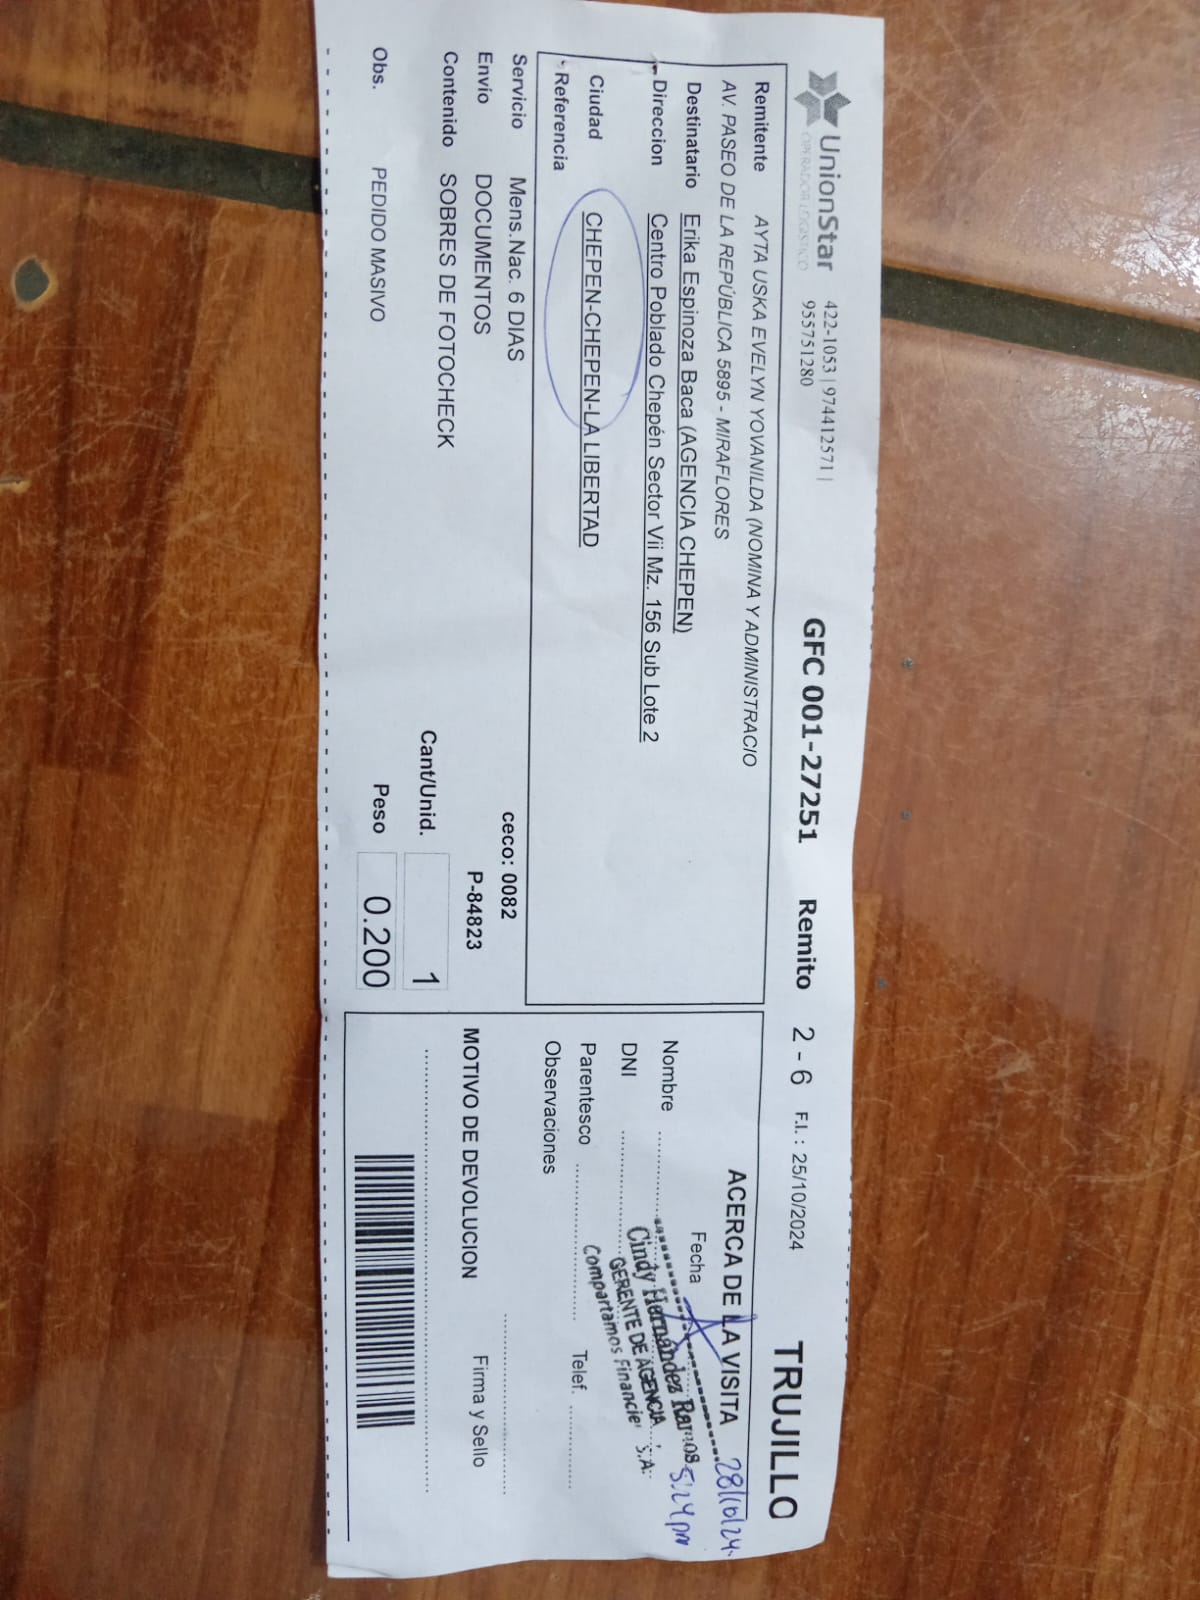 UnionStar
OPERADOR LOGISTICO
422-1053 | 974412571 |
955751280
GFC 001-27251 Remito 2 - 6 F.I. : 25/10/2024 TRUJILLO
Remitente AYTA USKA EVELYN YOVANILDA (NOMINA Y ADMINISTRACIO
AV. PASEO DE LA REPÚBLICA 5895 - MIRAFLORES
Destinatario Erika Espinoza Baca (AGENCIA CHEPEN)
Direccion Centro Poblado Chepén Sector Vii Mz. 156 Sub Lote 2
Ciudad CHEPEN-CHEPEN-LA LIBERTAD
Referencia
Servicio Mens.Nac. 6 DIAS ceco: 0082
Envío DOCUMENTOS P-84823
Contenido SOBRES DE FOTOCHECK Cant/Unid. 1
Obs. PEDIDO MASIVO Peso 0.200
ACERCA DE LA VISITA 28/10/24
Fecha 5:24 pm
Nombre
DNI
Parentesco Telef.
Observaciones
Cindy Hernández Ramos
GERENTE DE AGENCIA
Compartamos Financie S.A.
MOTIVO DE DEVOLUCION Firma y Sello